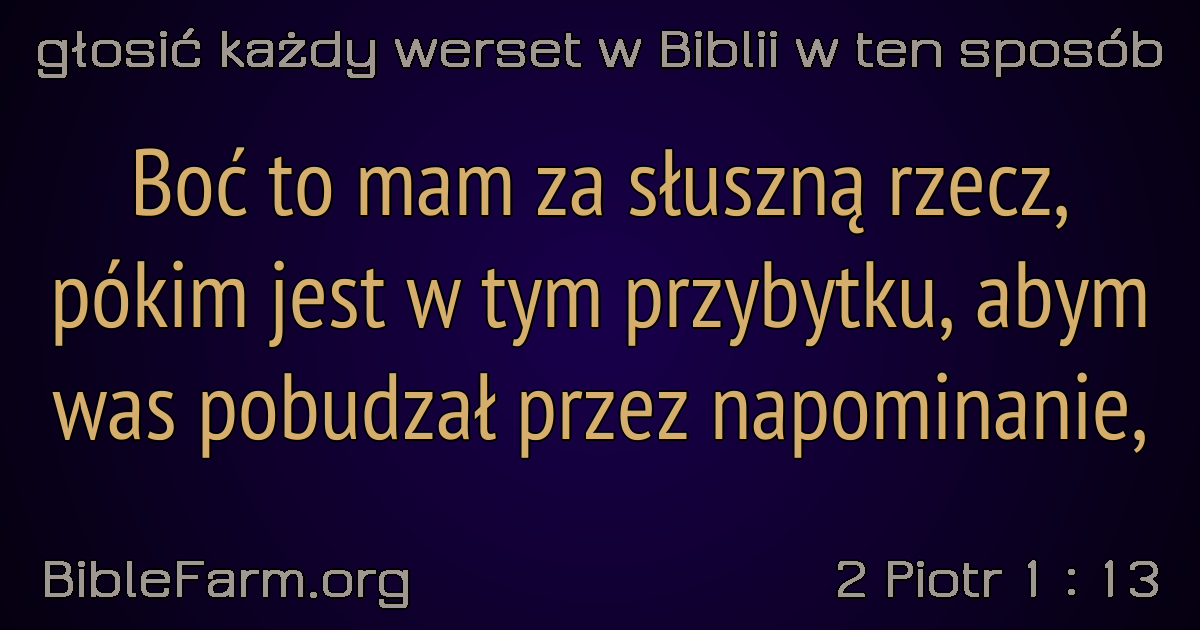 głosić każdy werset w Biblii w ten sposób
Boć to mam za słuszną rzecz,
pókim jest w tym przybytku, abym
was pobudzał przez napominanie,
BibleFarm.org
2 Piotr 1 : 13